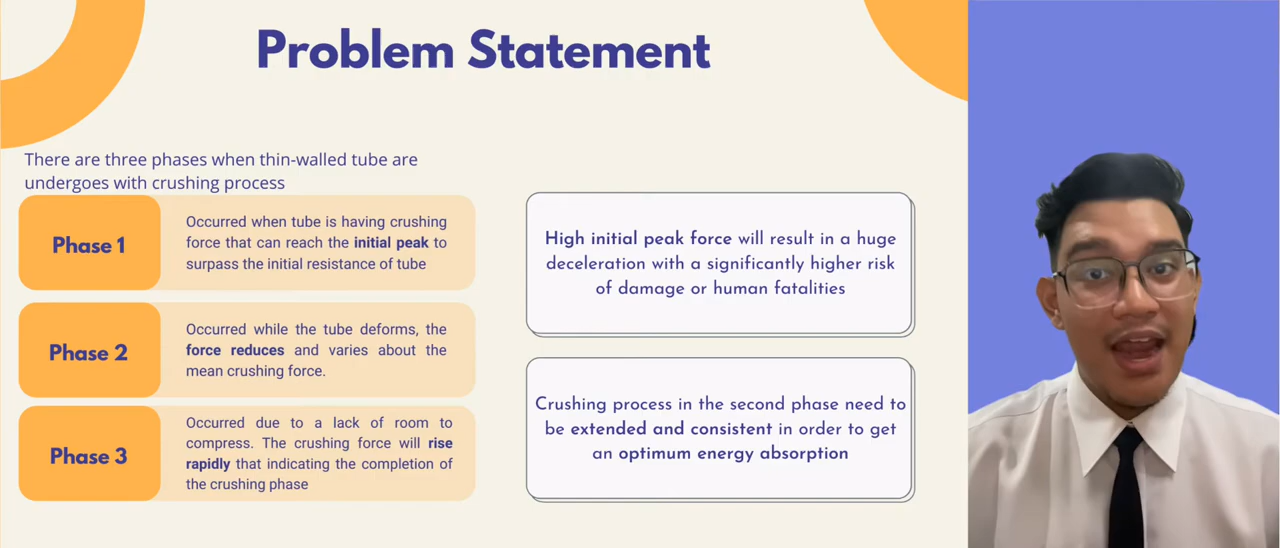 Problem Statement
There are three phases when thin-walled tube are
undergoes with crushing process
Phase 1
Occurred when tube is having crushing
force that can reach the initial peak to
surpass the initial resistance of tube
Phase 2
Occurred while the tube deforms, the
force reduces and varies about the
mean crushing force.
Phase 3
Occurred due to a lack of room to
compress. The crushing force will rise
rapidly that indicating the completion of
the crushing phase
High initial peak force will result in a huge
deceleration with a significantly higher risk
of damage or human fatalities
Crushing process in the second phase need to
be extended and consistent in order to get
an optimum energy absorption